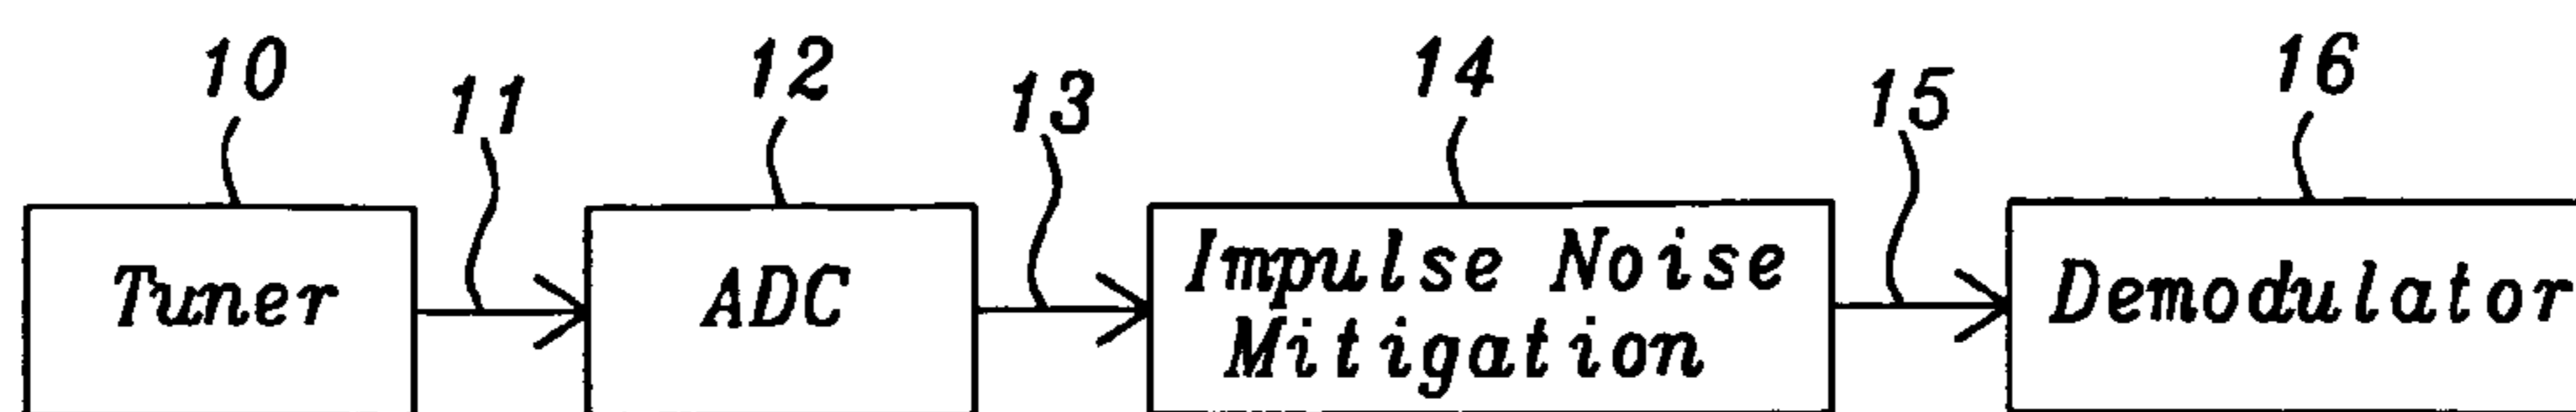 10
11
12
13
14
15
16
Tuner
ADC
Impulse Noise
Mitigation
Demodulator